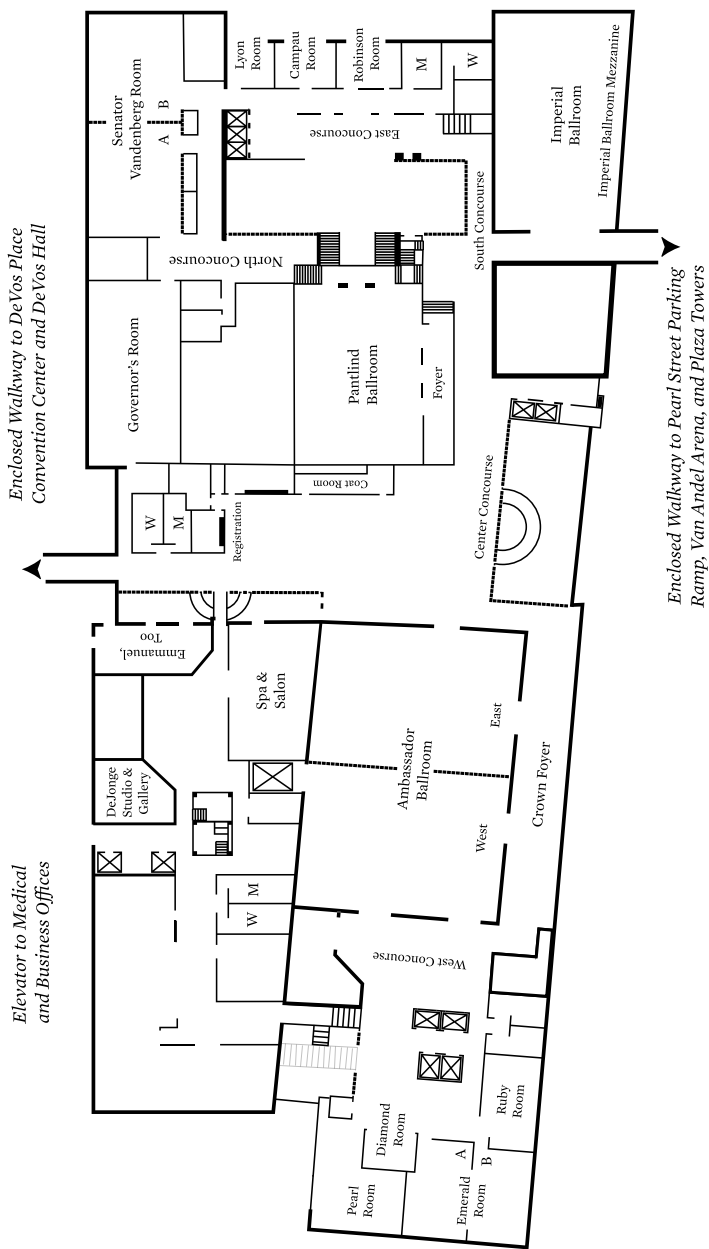 Enclosed Walkway to DeVos Place
Convention Center and DeVos Hall
Elevator to Medical
and Business Offices
Senator
Vandenberg Room
A
B
Lyon
Room
Campau
Room
Robinson
Room
M
W
East Concourse
Imperial
Ballroom
Imperial Ballroom Mezzanine
South Concourse
North Concourse
Governor's Room
Pantlind
Ballroom
Foyer
Coat Room
W
M
Registration
Center Concourse
Emmanuel,
Too
Spa &
Salon
DeJonge
Studio &
Gallery
Ambassador
Ballroom
East
West
Crown Foyer
W
M
West Concourse
Diamond
Room
Pearl
Room
Emerald
Room
A
B
Ruby
Room
Enclosed Walkway to Pearl Street Parking
Ramp, Van Andel Arena, and Plaza Towers